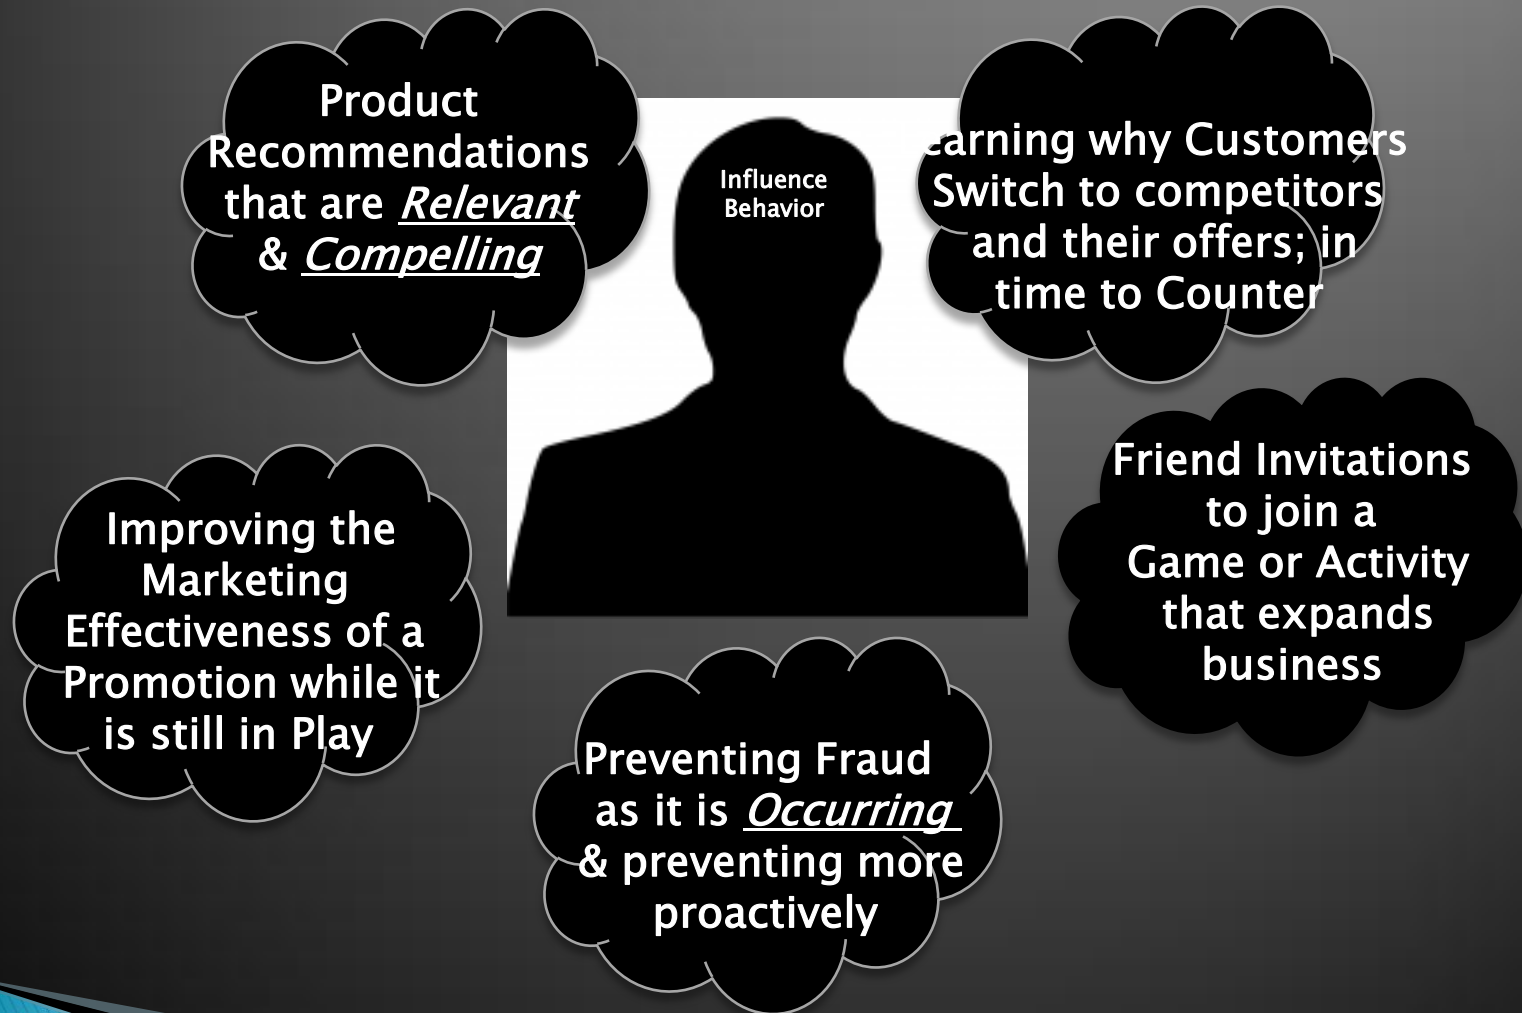 Product
Recommendations
that are Relevant
& Compelling
Influence
Behavior
earning why Customers
Switch to competitors
and their offers; in
time to Counter
Improving the
Marketing
Effectiveness of a
Promotion while it
is still in Play
Friend Invitations
to join a
Game or Activity
that expands
business
Preventing Fraud
as it is Occurring
& preventing more
proactively